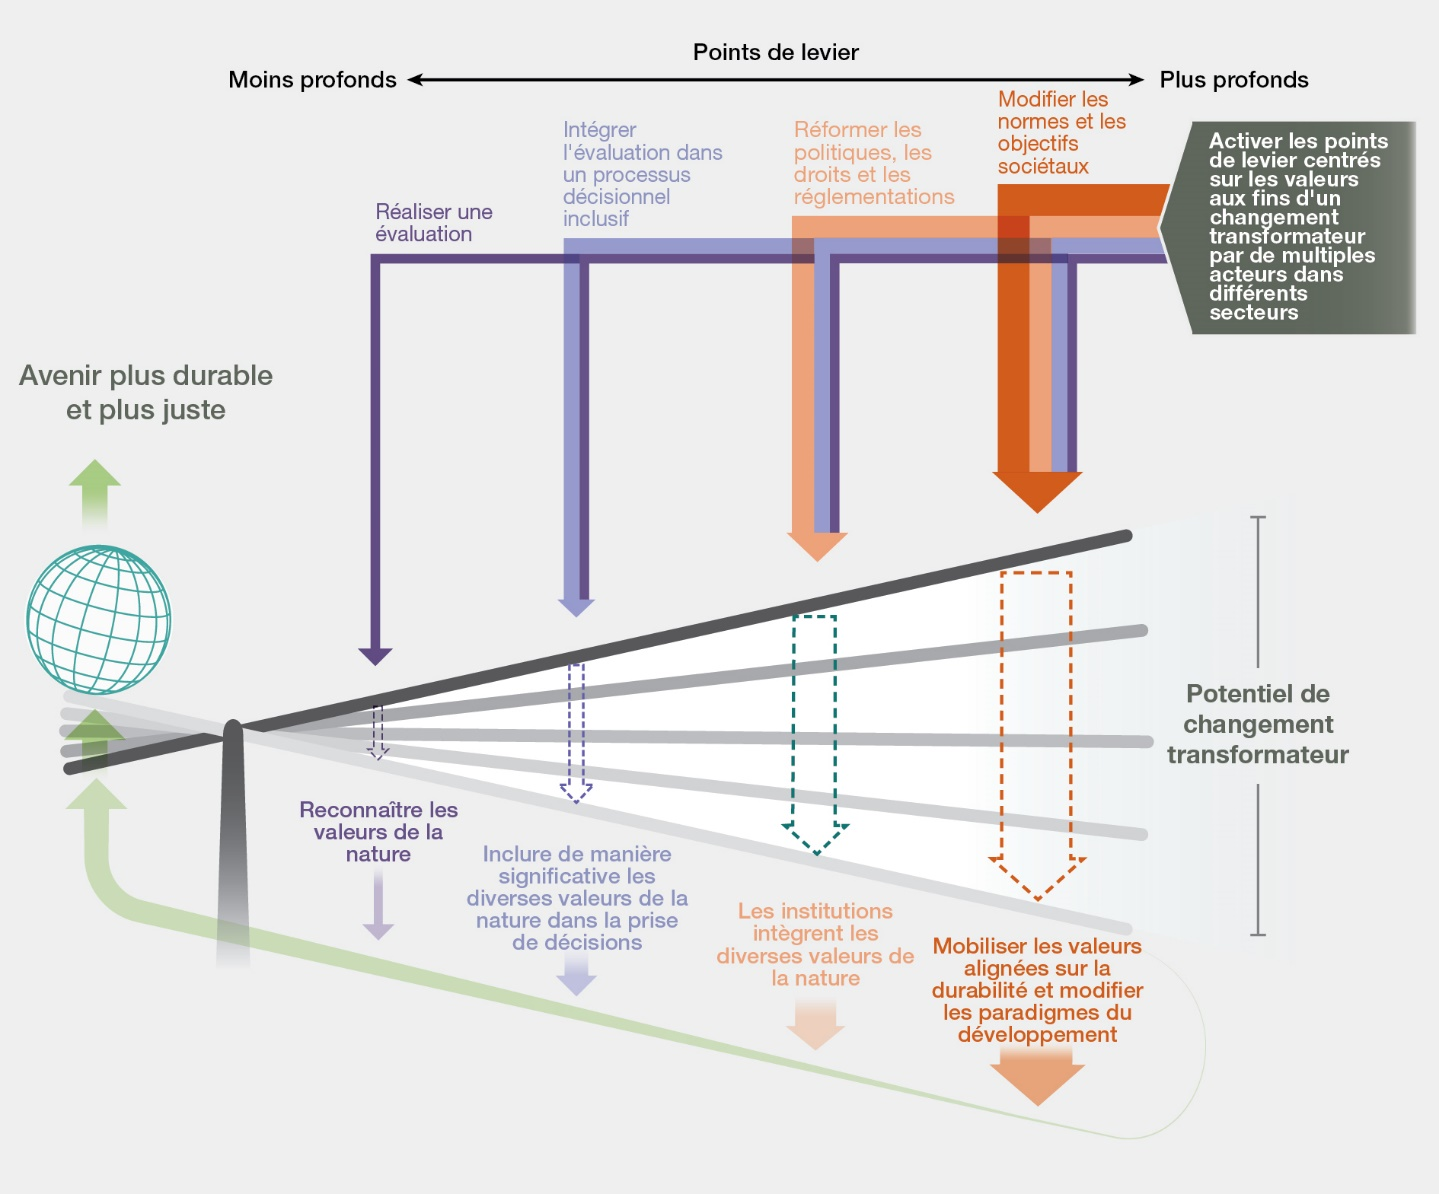 Points de levier
Moins profonds
Plus profonds
Modifier les
normes et les
objectifs
sociétaux
Réformer les
politiques, les
droits et les
réglementations
Intégrer
l'évaluation dans
un processus
décisionnel
inclusif
Réaliser une
évaluation
Activer les points
de levier centrés
sur les valeurs
aux fins d'un
changement
transformateur
par de multiples
acteurs dans
différents
secteurs
Avenir plus durable
et plus juste
Potentiel de
changement
transformateur
Reconnaître les
valeurs de la
nature
Inclure de manière
significative les
diverses valeurs de la
nature dans la prise
de décisions
Les institutions
intègrent les
diverses valeurs de
la nature
Mobiliser les valeurs
alignées sur la
durabilité et modifier
les paradigmes du
développement